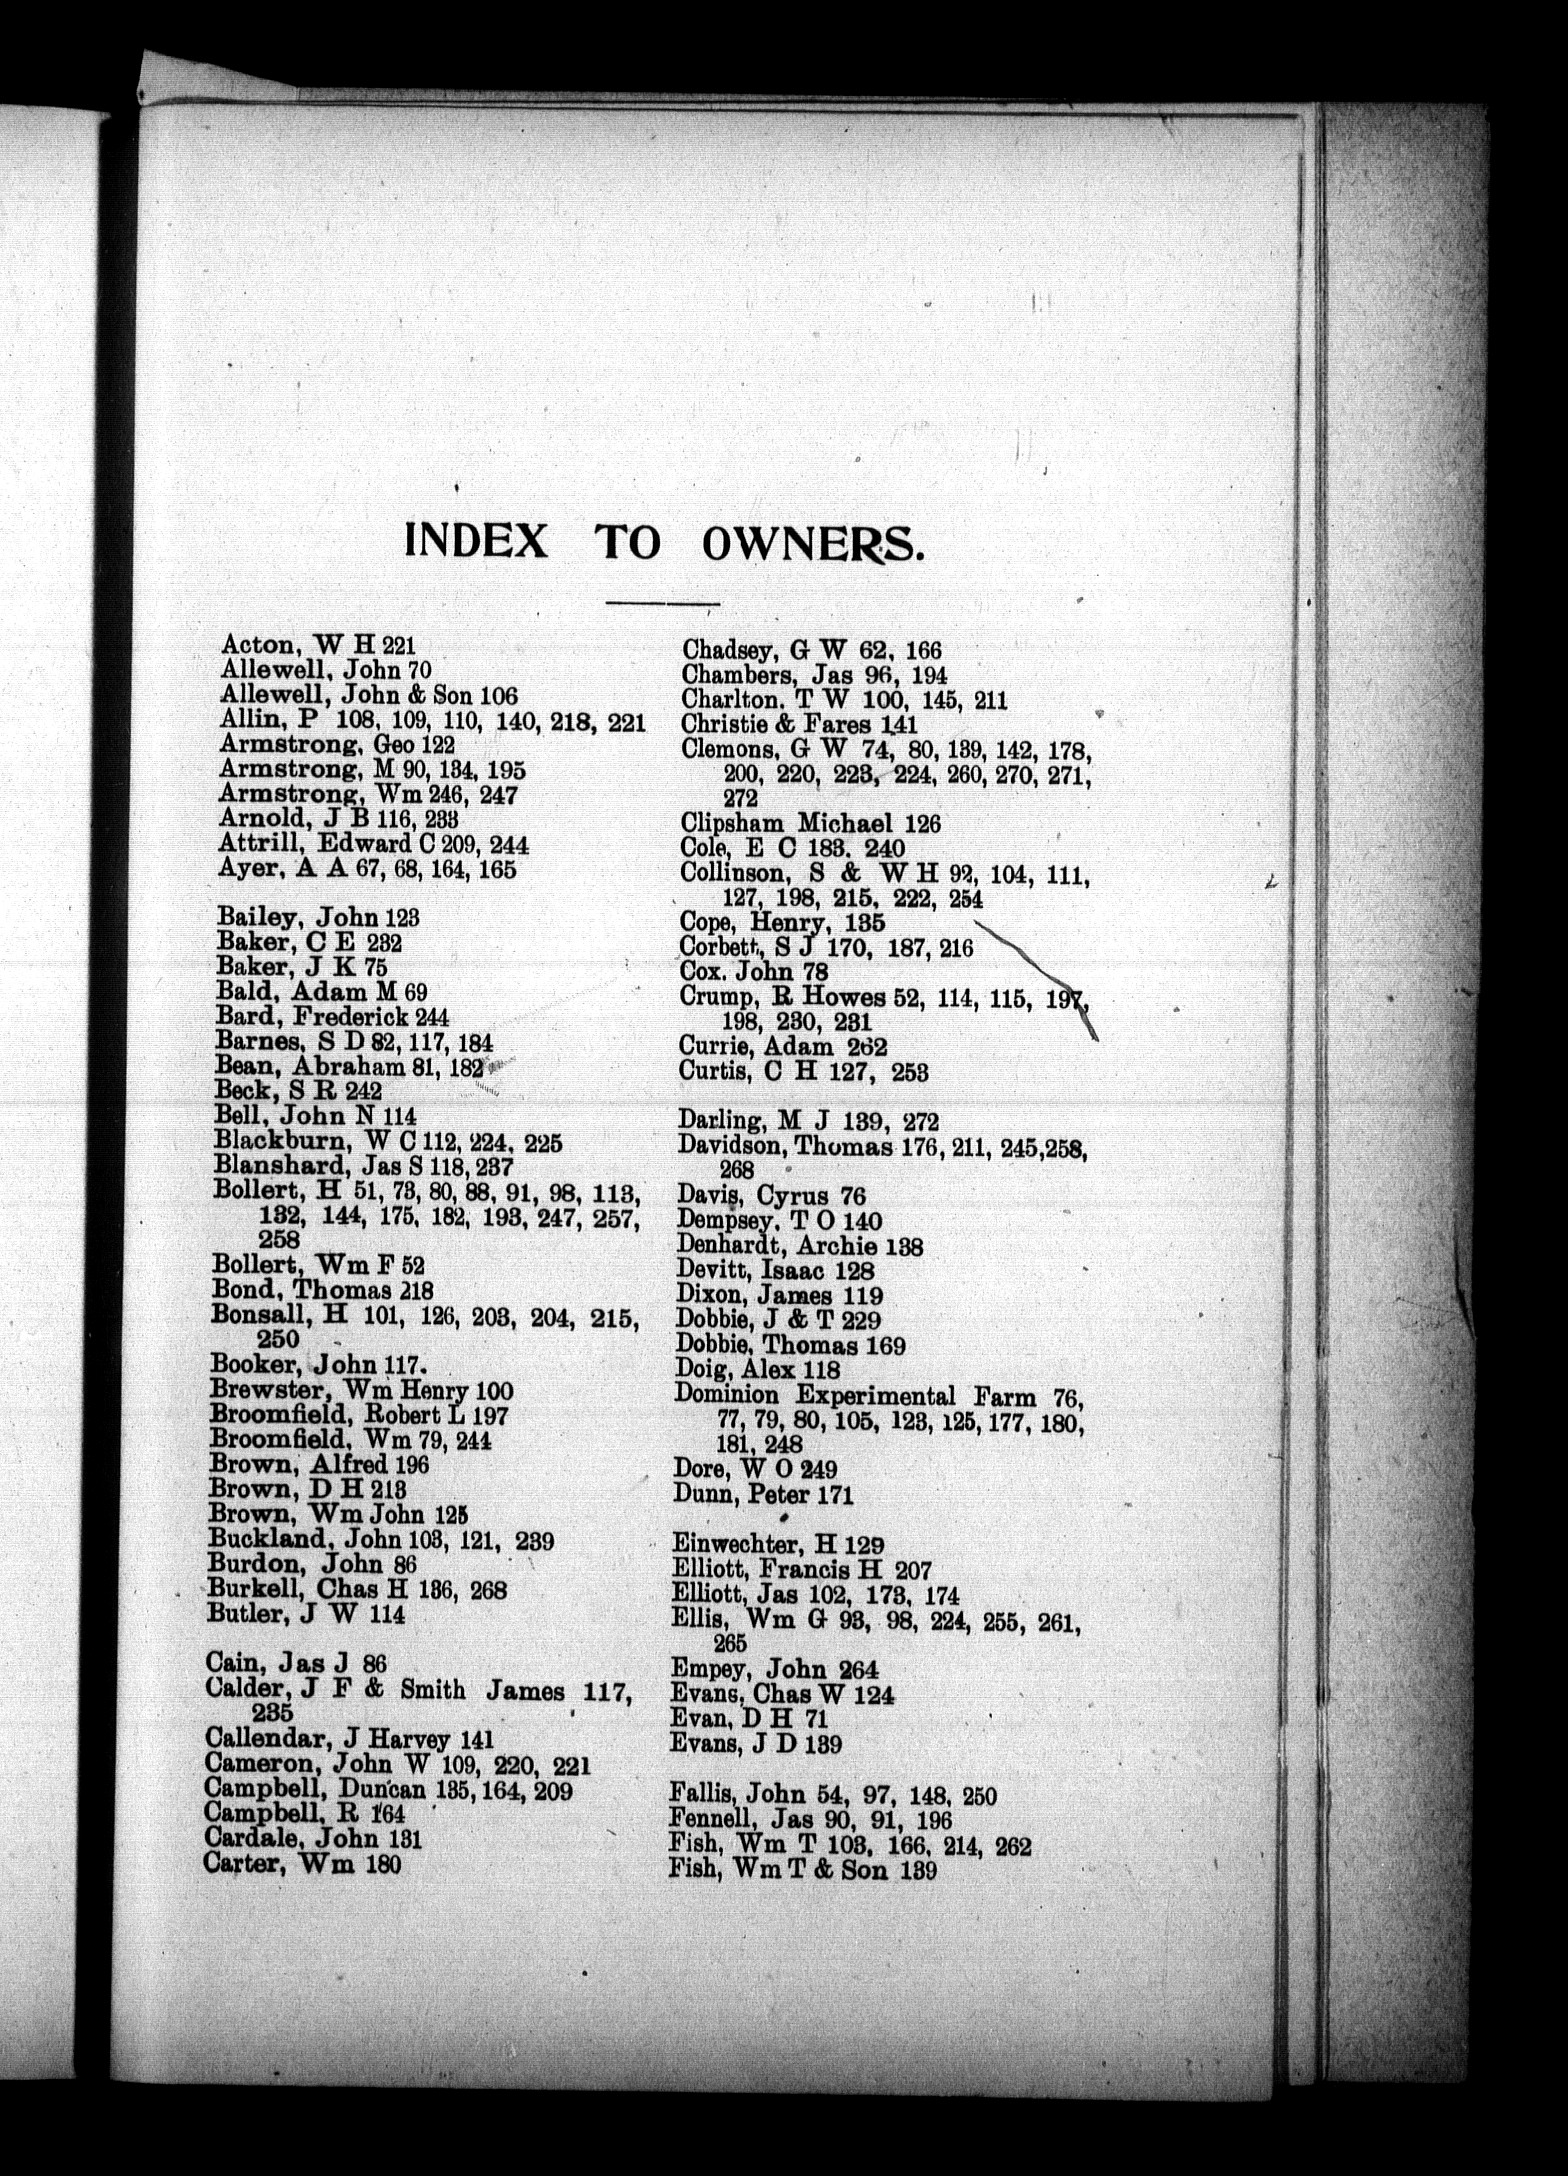 INDEX TO OWNERS.
Acton, W H 221
Allewell, John 70
Allewell, John & Son 106
Allin, P 108, 109, 110, 140, 218, 221
Armstrong, Geo 122
Armstrong, M 90, 134, 195
Armstrong, Wm 246, 247
Arnold, J B 116, 233
Attrill, Edward C 209, 244
Ayer, A A 67, 68, 164, 165
Bailey, John 123
Baker, C E 232
Baker, J K 75
Bald, Adam M 69
Bard, Frederick 244
Barnes, S D 82, 117, 184
Bean, Abraham 81, 182
Beck, S R 242
Bell, John N 114
Blackburn, W C 112, 224, 225
Blanshard, Jas S 118, 237
Bollert, H 51, 73, 80, 88, 91, 98, 113,
132, 144, 175, 182, 193, 247, 257,
258
Bollert, Wm F 52
Bond, Thomas 218
Bonsall, H 101, 126, 203, 204, 215,
250
Booker, John 117.
Brewster, Wm Henry 100
Broomfield, Robert L 197
Broomfield, Wm 79, 244
Brown, Alfred 196
Brown, D H 213
Brown, Wm John 125
Buckland, John 103, 121, 239
Burdon, John 86
Burkell, Chas H 136, 268
Butler, J W 114
Cain, Jas J 86
Calder, J F & Smith James 117,
235
Callendar, J Harvey 141
Cameron, John W 109, 220, 221
Campbell, Duncan 135, 164, 209
Campbell, R 164
Cardale, John 131
Carter, Wm 180
Chadsey, G W 62, 166
Chambers, Jas 96, 194
Charlton. T W 100, 145, 211
Christie & Fares 141
Clemons, G W 74, 80, 139, 142, 178,
200, 220, 223, 224, 260, 270, 271,
272
Clipsham Michael 126
Cole, E C 183. 240
Collinson, S & W H 92, 104, 111,
127, 198, 215, 222, 254
Cope, Henry, 135
Corbett, S J 170, 187, 216
Cox. John 78
Crump, R Howes 52, 114, 115, 197,
198, 230, 231
Currie, Adam 262
Curtis, C H 127, 253
Darling, M J 139, 272
Davidson, Thomas 176, 211, 245,258,
268
Davis, Cyrus 76
Dempsey, T O 140
Denhardt, Archie 138
Devitt, Isaac 128
Dixon, James 119
Dobbie, J & T 229
Dobbie, Thomas 169
Doig, Alex 118
Dominion Experimental Farm 76,
77, 79, 80, 105, 123, 125, 177, 180,
181, 248
Dore, W O 249
Dunn, Peter 171
Einwechter, H 129
Elliott, Francis H 207
Elliott, Jas 102, 173, 174
Ellis, Wm G 93, 98, 224, 255, 261,
265
Empey, John 264
Evans, Chas W 124
Evan, D H 71
Evans, J D 139
Fallis, John 54, 97, 148, 250
Fennell, Jas 90, 91, 196
Fish, Wm T 103, 166, 214, 262
Fish, Wm T & Son 139